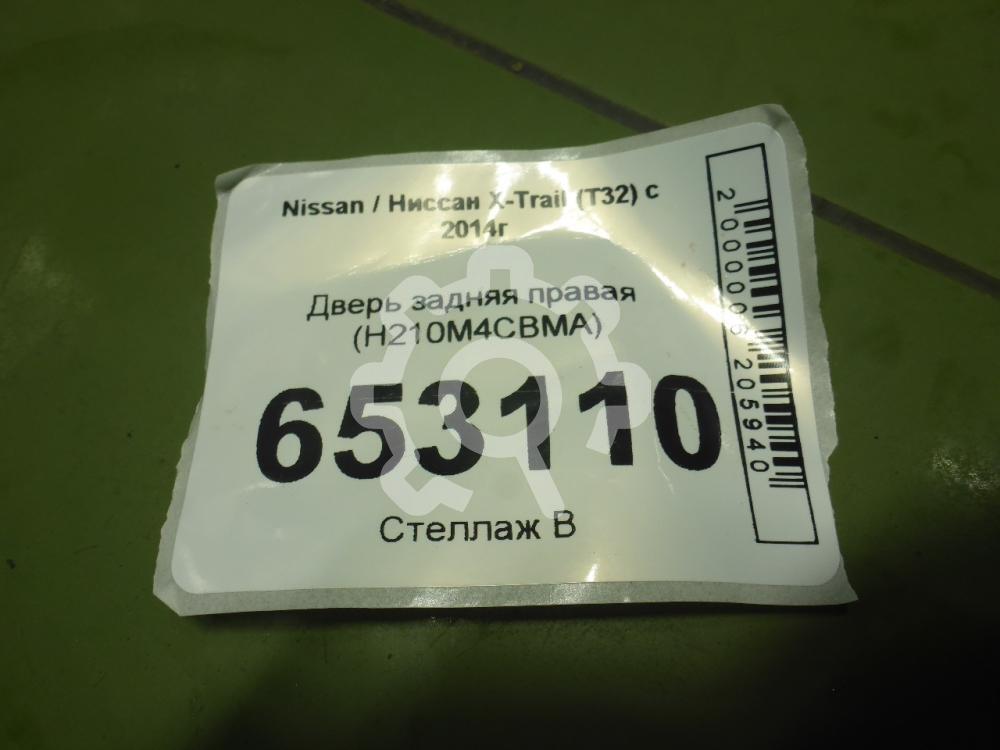 Nissan / Ниссан X-Trail (T32) с
2014г
Дверь задняя правая
(H210M4CBMA)
653110
Стеллаж В
2000006205940